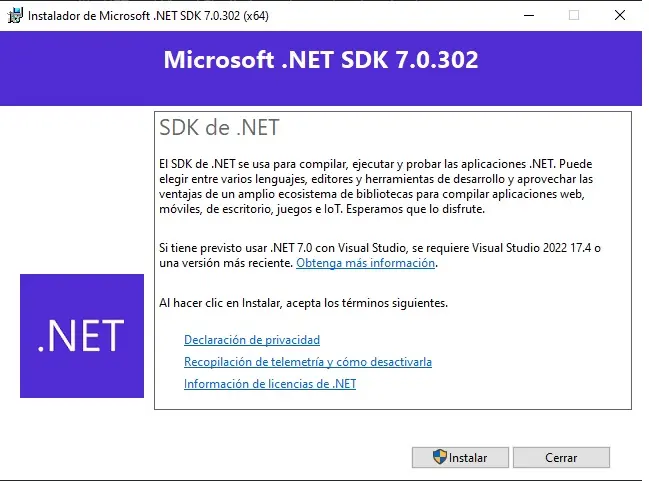 Instalador de Microsoft .NET SDK 7.0.302 (x64)
Microsoft .NET SDK 7.0.302
SDK de .NET
El SDK de .NET se usa para compilar, ejecutar y probar las aplicaciones .NET. Puede
elegir entre varios lenguajes, editores y herramientas de desarrollo y aprovechar las
ventajas de un amplio ecosistema de bibliotecas para compilar aplicaciones web,
móviles, de escritorio, juegos e IoT. Esperamos que lo disfrute.
Si tiene previsto usar .NET 7.0 con Visual Studio, se requiere Visual Studio 2022 17.4 o
una versión más reciente. Obtenga más información.
Al hacer clic en Instalar, acepta los términos siguientes.
.NET
Declaración de privacidad
Recopilación de telemetría y cómo desactivarla
Información de licencias de .NET
Instalar
Cerrar